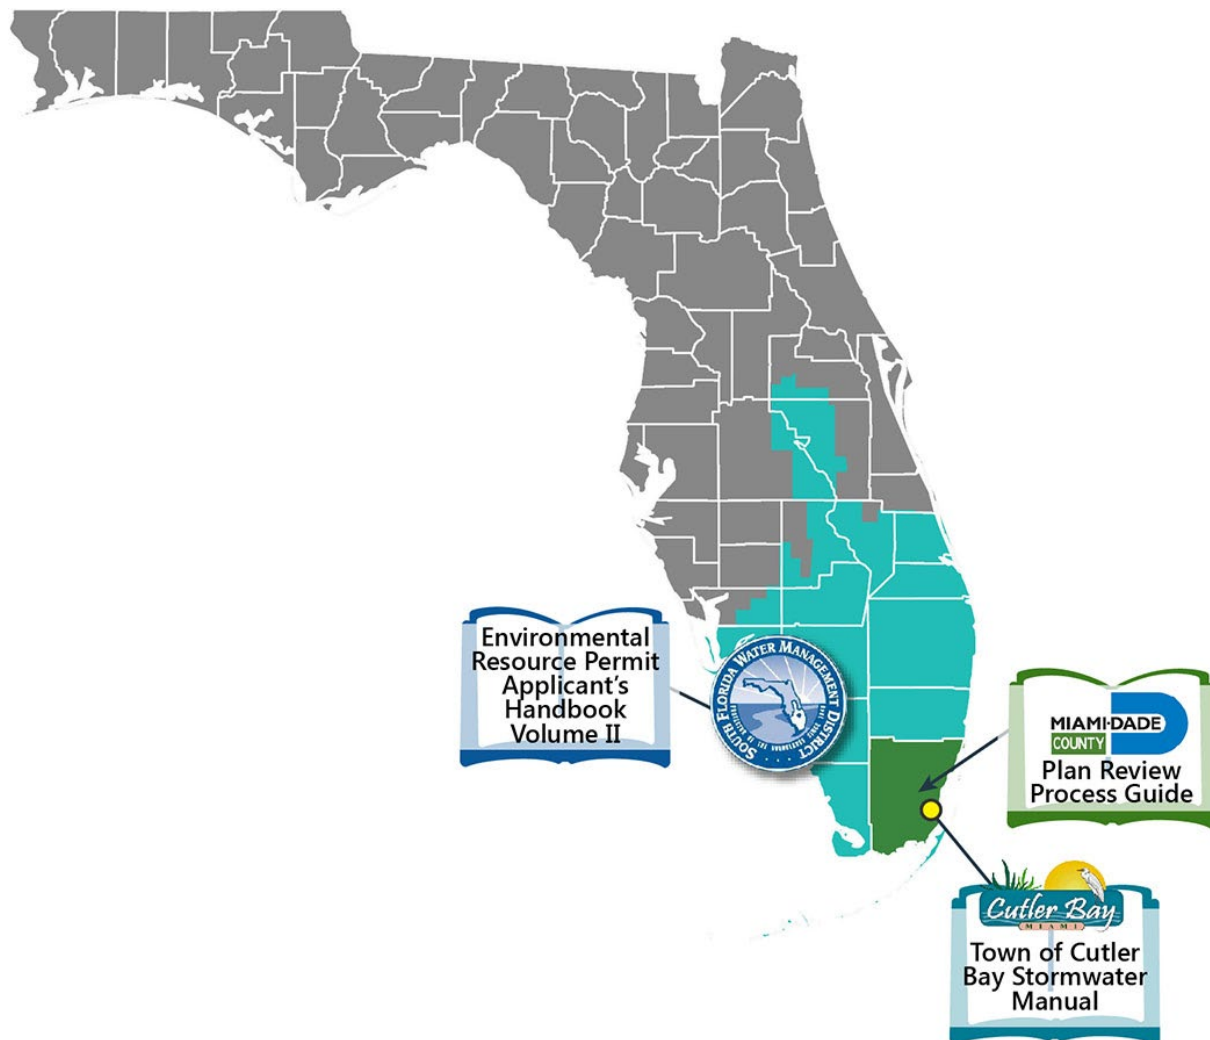 Environmental
Resource Permit
Applicant's
Handbook
Volume II
SOUTH FLORIDA WATER MANAGEMENT DISTRICT
MIAMI-DADE
COUNTY
Plan Review
Process Guide
Cutler Bay
MIAMI
Town of Cutler
Bay Stormwater
Manual